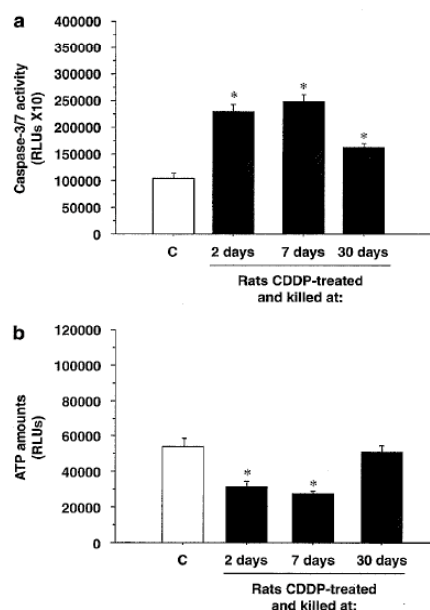 a
Caspase-3/7 activity
(RLUs X10)
400000
350000
300000
250000
200000
150000
100000
50000
0
*
*
*
C
2 days
7 days
30 days
Rats CDDP-treated
and killed at:
b
ATP amounts
(RLUs)
120000
100000
80000
60000
40000
20000
0
*
*
C
2 days
7 days
30 days
Rats CDDP-treated
and killed at: